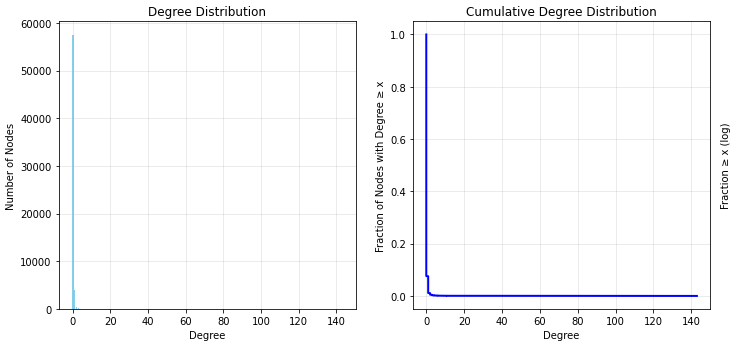 Degree Distribution
Number of Nodes
60000
50000
40000
30000
20000
10000
0
0 20 40 60 80 100 120 140
Degree
Cumulative Degree Distribution
Fraction of Nodes with Degree ≥ x
1.0
0.8
0.6
0.4
0.2
0.0
0 20 40 60 80 100 120 140
Degree
Fraction ≥ x (log)